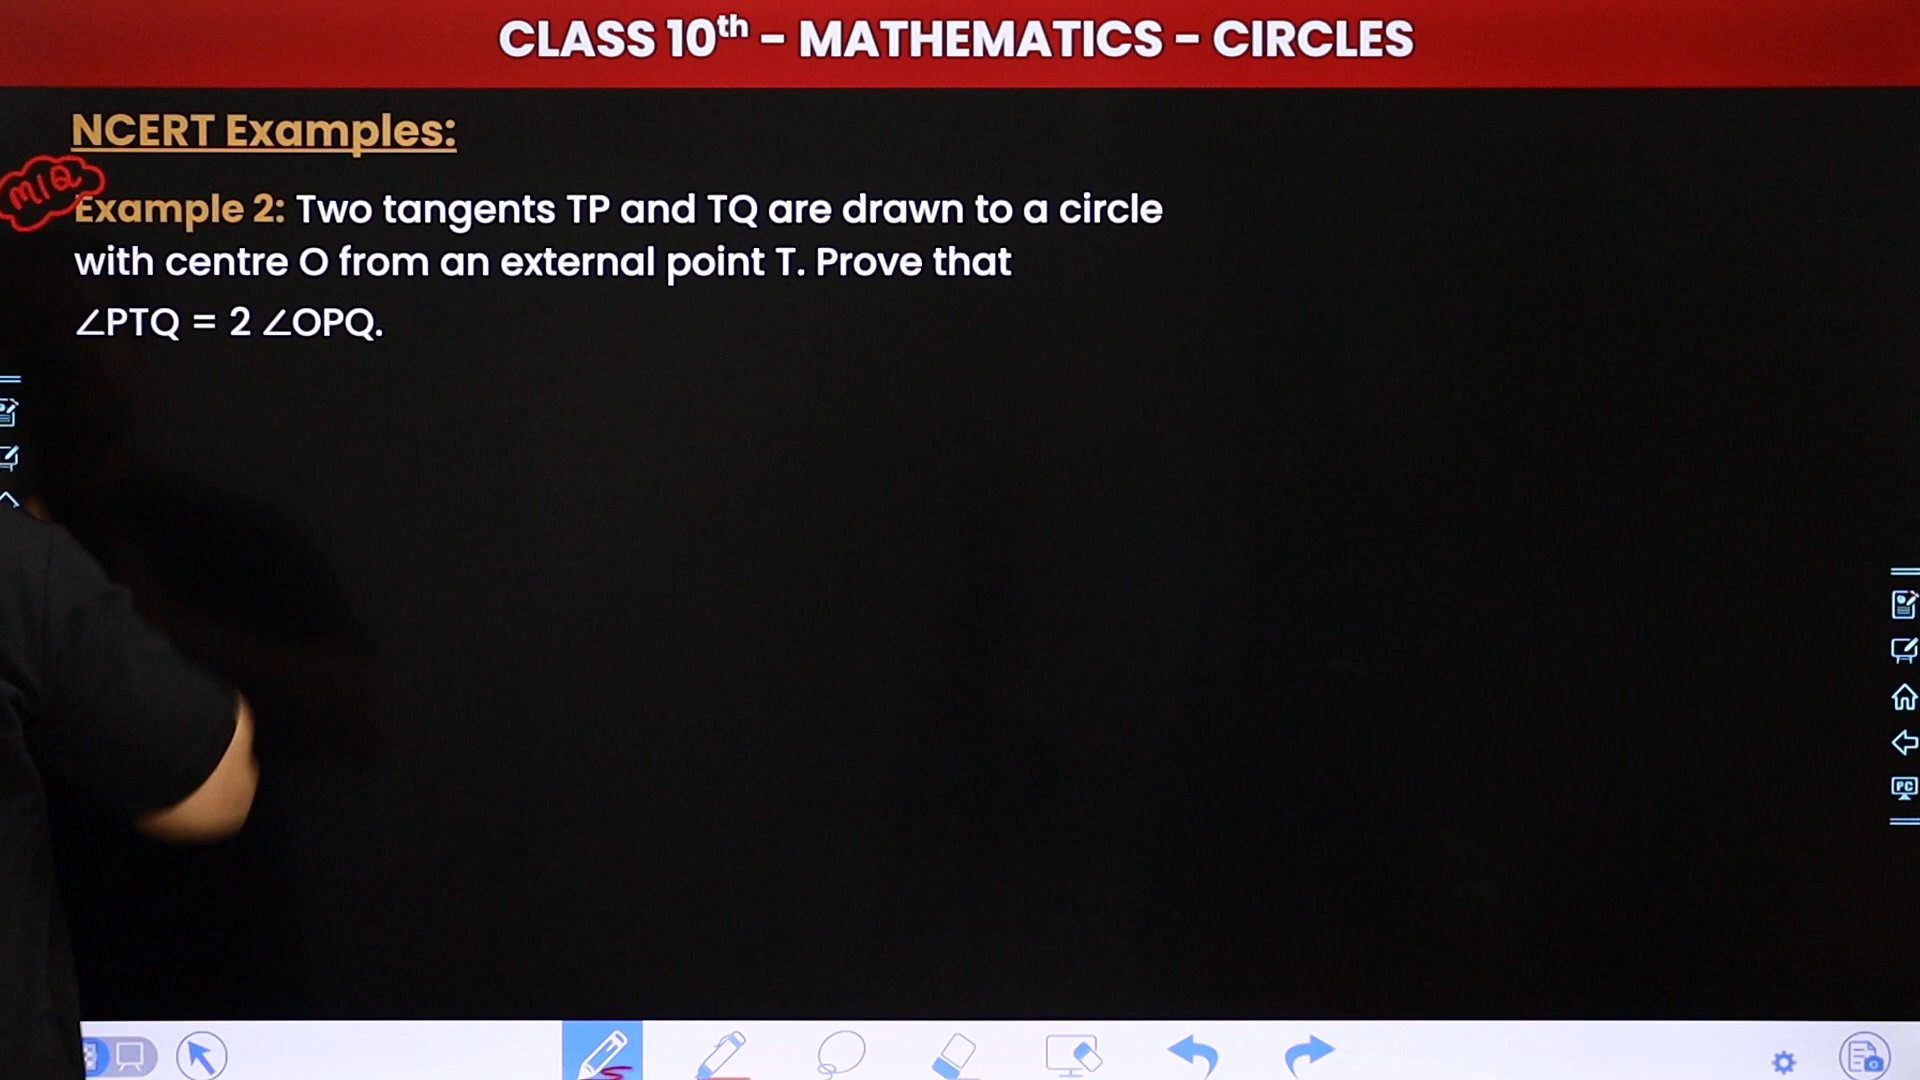 CLASS 10th - MATHEMATICS - CIRCLES
NCERT Examples:
MIQ
Example 2: Two tangents TP and TQ are drawn to a circle
with centre O from an external point T. Prove that
∠PTQ = 2 ∠OPQ.
PC